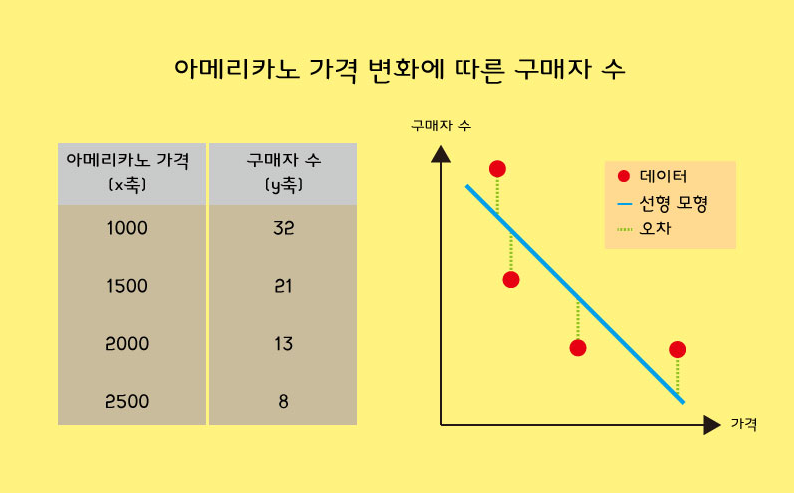 아메리카노 가격 변화에 따른 구매자 수
아메리카노 가격
(x축)
구매자 수
(y축)
1000
32
1500
21
2000
13
2500
8
구매자 수
데이터
선형 모형
오차
가격